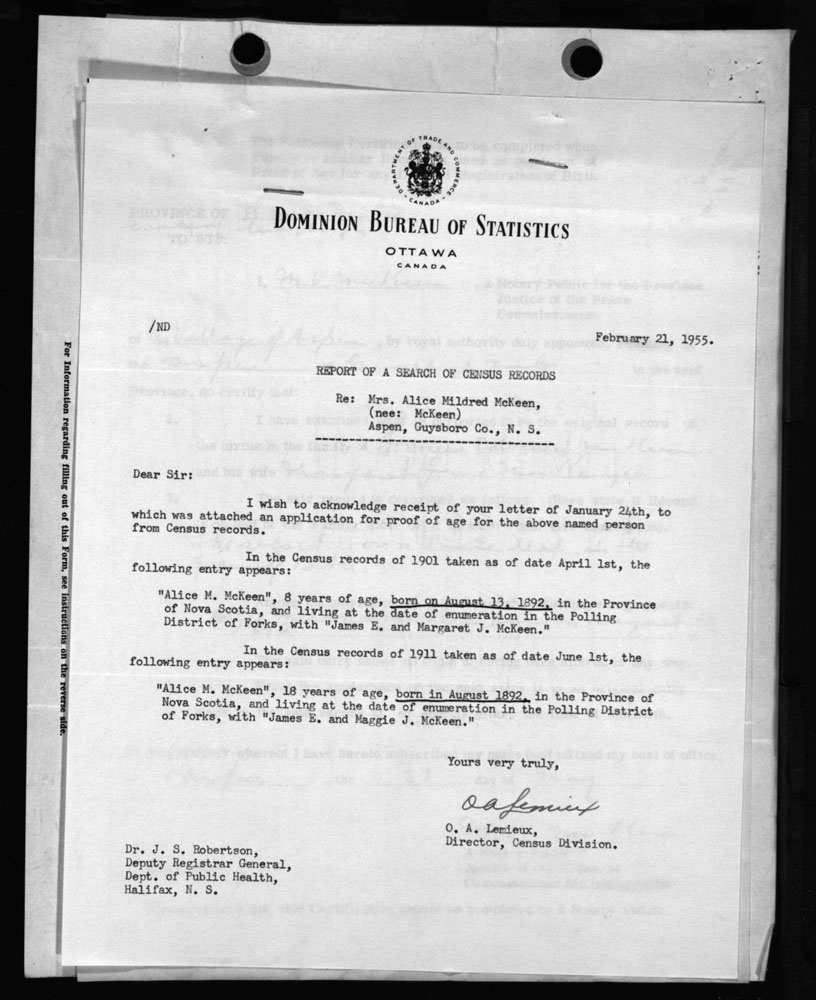 DEPARTMENT OF TRADE AND COMMERCE
CANADA
DOMINION BUREAU OF STATISTICS
OTTAWA
CANADA
/ND
February 21, 1955.
REPORT OF A SEARCH OF CENSUS RECORDS
Re: Mrs. Alice Mildred McKeen,
(nee: McKeen)
Aspen, Guysboro Co., N. S.
Dear Sir:
I wish to acknowledge receipt of your letter of January 24th, to
which was attached an application for proof of age for the above named person
from Census records.
In the Census records of 1901 taken as of date April 1st, the
following entry appears:
"Alice M. McKeen", 8 years of age, born on August 13, 1892, in the Province
of Nova Scotia, and living at the date of enumeration in the Polling
District of Forks, with "James E. and Margaret J. McKeen."
In the Census records of 1911 taken as of date June 1st, the
following entry appears:
"Alice M. McKeen", 18 years of age, born in August 1892, in the Province of
Nova Scotia, and living at the date of enumeration in the Polling District
of Forks, with "James E. and Maggie J. McKeen."
Yours very truly,
O A Lemieux
O. A. Lemieux,
Director, Census Division.
Dr. J. S. Robertson,
Deputy Registrar General,
Dept. of Public Health,
Halifax, N. S.
For Information regarding filling out of this Form, see instructions on the reverse side.